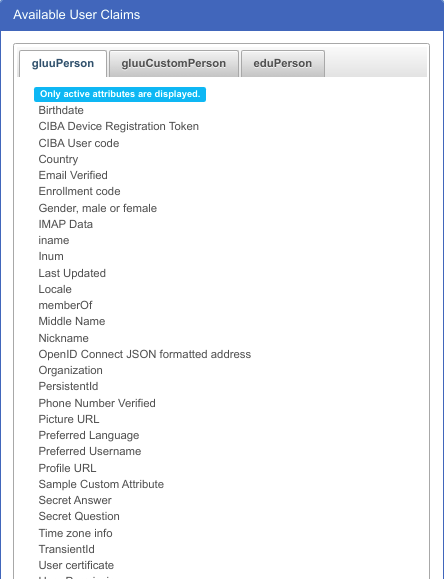 Available User Claims
gluuPerson
gluuCustomPerson
eduPerson
Only active attributes are displayed.
Birthdate
CIBA Device Registration Token
CIBA User code
Country
Email Verified
Enrollment code
Gender, male or female
IMAP Data
iname
Inum
Last Updated
Locale
memberOf
Middle Name
Nickname
OpenID Connect JSON formatted address
Organization
PersistentId
Phone Number Verified
Picture URL
Preferred Language
Preferred Username
Profile URL
Sample Custom Attribute
Secret Answer
Secret Question
Time zone info
TransientId
User certificate